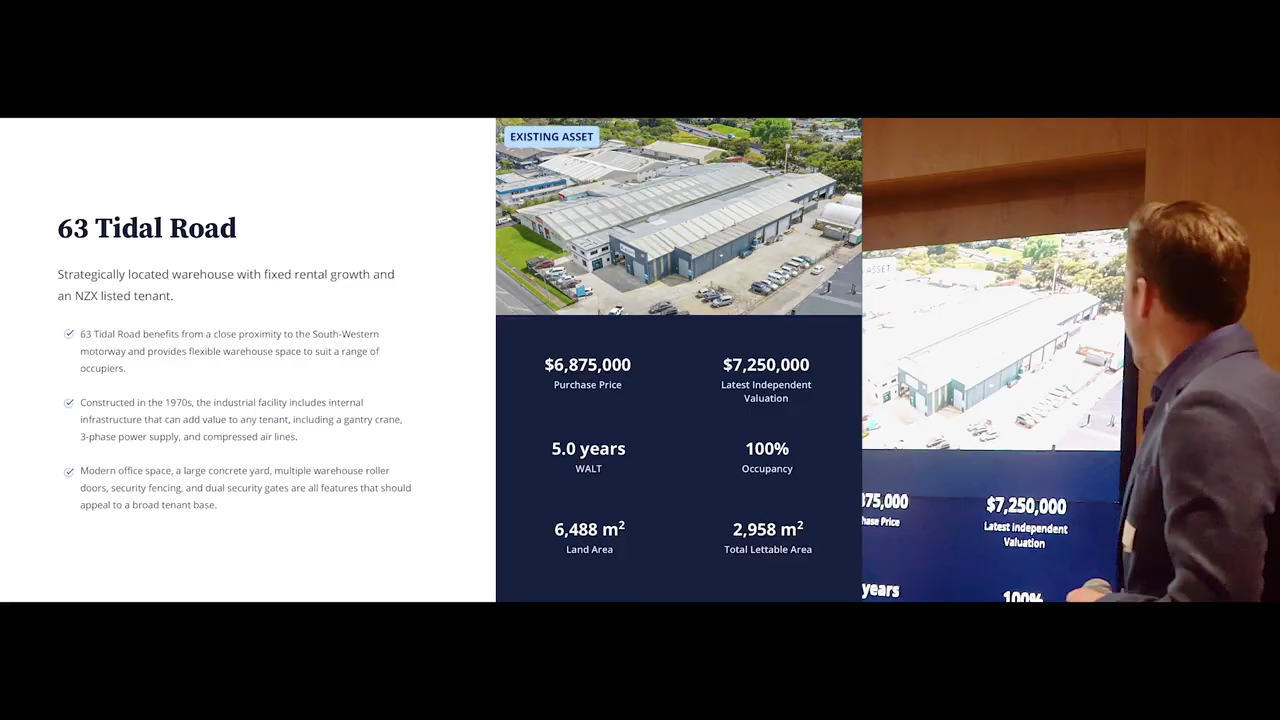 63 Tidal Road
Strategically located warehouse with fixed rental growth and
an NZX listed tenant.
63 Tidal Road benefits from a close proximity to the South-Western
motorway and provides flexible warehouse space to suit a range of
occupiers.
Constructed in the 1970s, the industrial facility includes internal
infrastructure that can add value to any tenant, including a gantry crane,
3-phase power supply, and compressed air lines.
Modern office space, a large concrete yard, multiple warehouse roller
doors, security fencing, and dual security gates are all features that should
appeal to a broad tenant base.
EXISTING ASSET
$6,875,000
Purchase Price
$7,250,000
Latest Independent
Valuation
5.0 years
WALT
100%
Occupancy
6,488 m²
Land Area
2,958 m²
Total Lettable Area
ASSET
75,000
hase Price
$7,250,000
Latest Independent
Valuation
years
100%